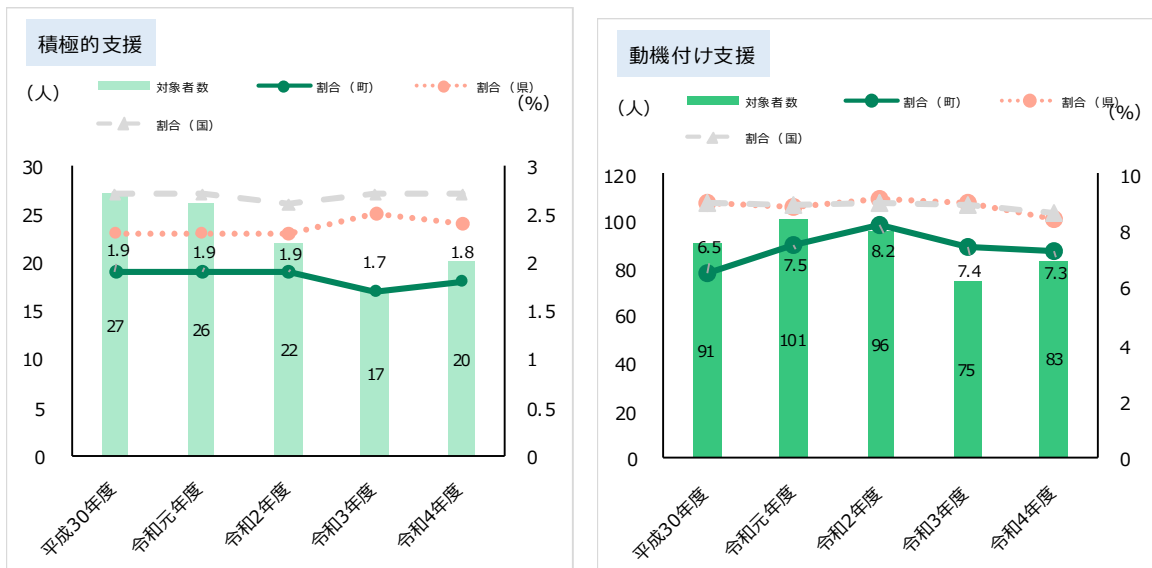 積極的支援
(人)
対象者数
割合（町）
割合（県）
(%)
割合（国）
30
25
20
15
10
5
0
3
2.5
2
1.5
1
0.5
0
1.9
1.9
1.9
1.7
1.8
27
26
22
17
20
平成30年度
令和元年度
令和2年度
令和3年度
令和4年度
動機付け支援
(人)
対象者数
割合（町）
割合（県）
(%)
割合（国）
120
100
80
60
40
20
0
10
8
6
4
2
0
6.5
7.5
8.2
7.4
7.3
91
101
96
75
83
平成30年度
令和元年度
令和2年度
令和3年度
令和4年度